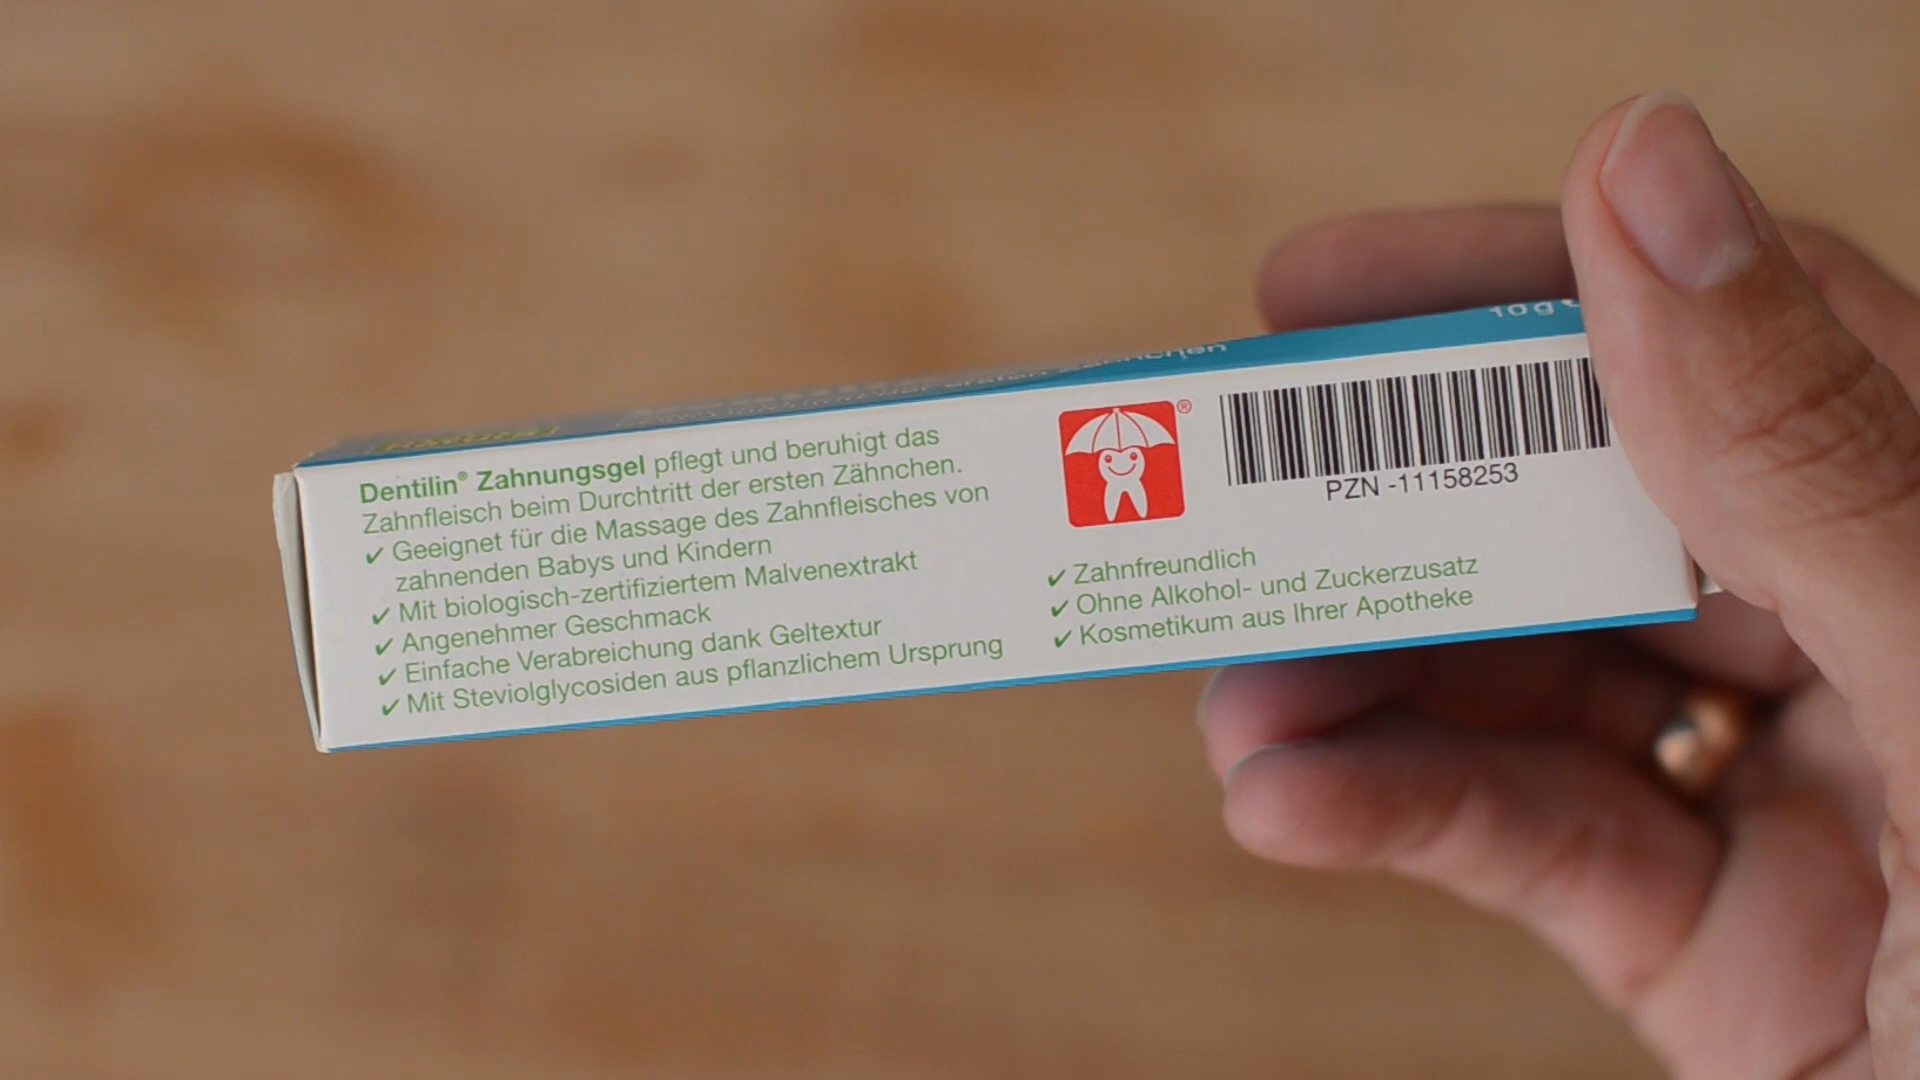 10 g
Dentilin® Zahnungsgel pflegt und beruhigt das
Zahnfleisch beim Durchtritt der ersten Zähnchen.
✓ Geeignet für die Massage des Zahnfleisches von
zahnenden Babys und Kindern
✓ Mit biologisch-zertifiziertem Malvenextrakt
✓ Angenehmer Geschmack
✓ Einfache Verabreichung dank Geltextur
✓ Mit Steviolglycosiden aus pflanzlichem Ursprung
®
PZN -11158253
✓ Zahnfreundlich
✓ Ohne Alkohol- und Zuckerzusatz
✓ Kosmetikum aus Ihrer Apotheke